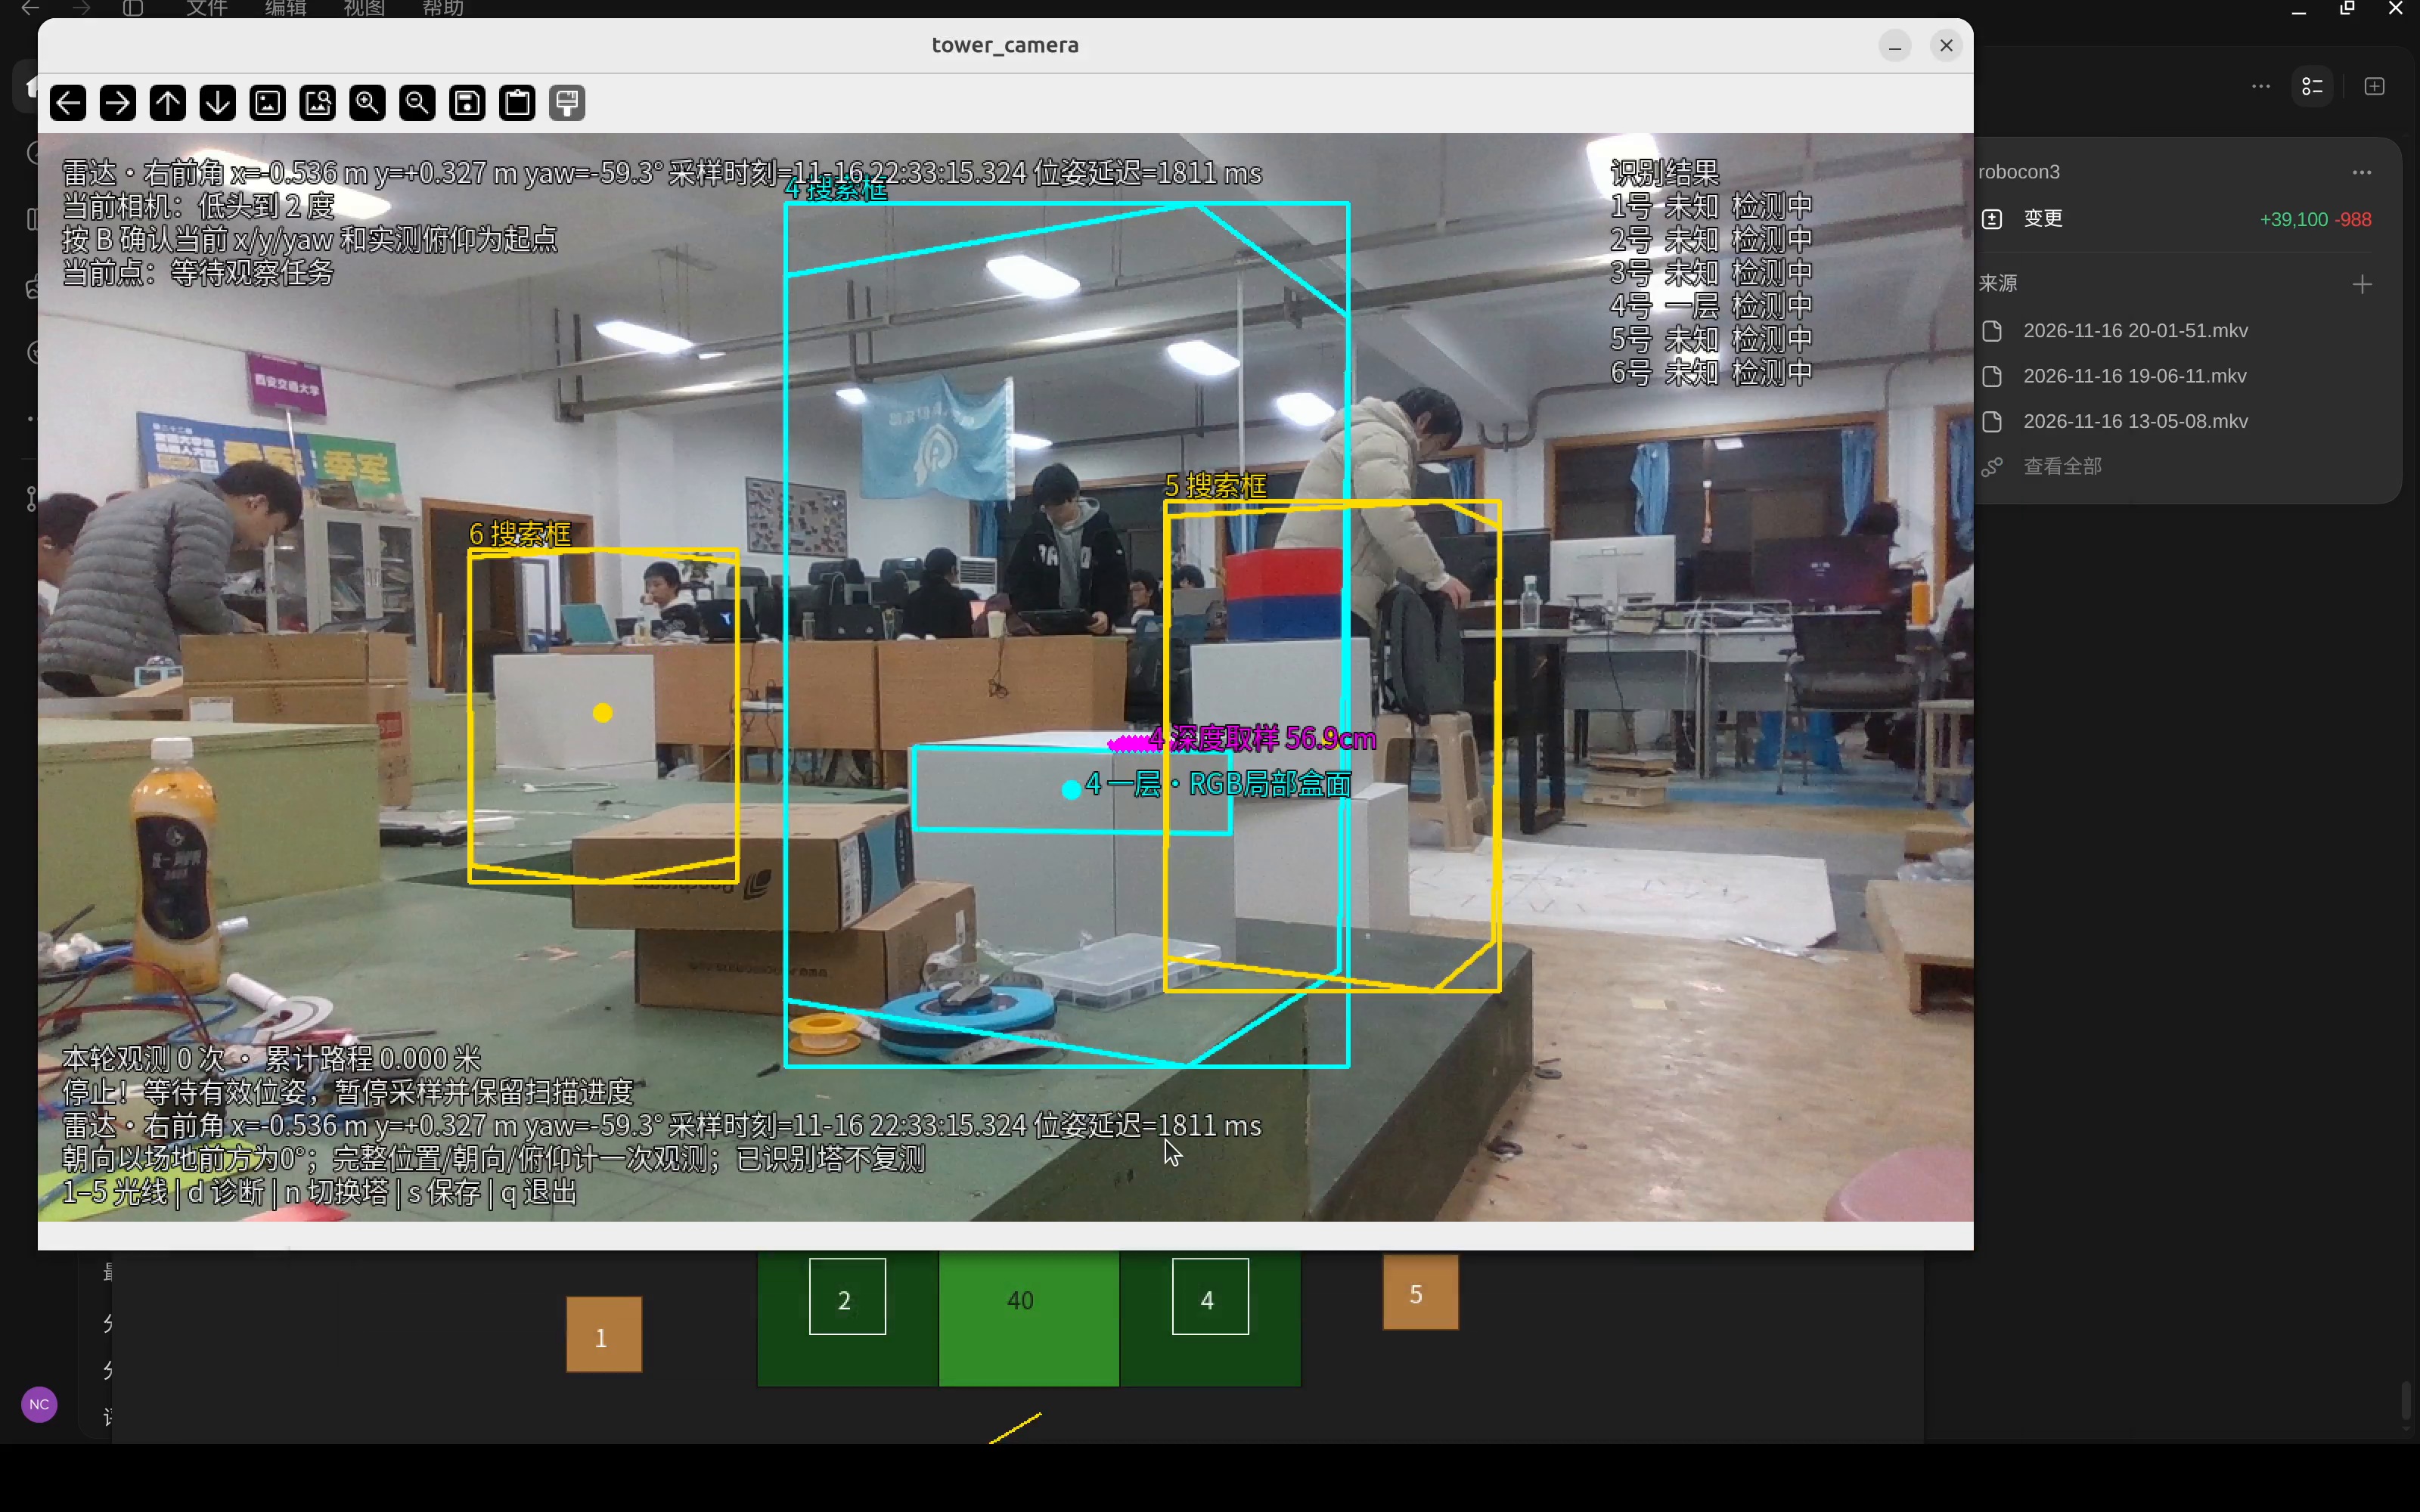 文件 编辑 视图 帮助
tower_camera
雷达·右前角 x=-0.536 m y=+0.327 m yaw=-59.3° 采样时刻=11-16 22:33:15.324 位姿延迟=1811 ms
当前相机：低头到 2 度
按 B 确认当前 x/y/yaw 和实测俯仰为起点
当前点：等待观察任务
识别结果
1号 未知 检测中
2号 未知 检测中
3号 未知 检测中
4号 一层 检测中
5号 未知 检测中
6号 未知 检测中
4 搜索框
西安交通大学
季军
5 搜索框
6 搜索框
4 深度取样 56.9cm
4 一层·RGB局部盒面
本轮观测 0 次 · 累计路程 0.000 米
停止！等待有效位姿，暂停采样并保留扫描进度
雷达·右前角 x=-0.536 m y=+0.327 m yaw=-59.3° 采样时刻=11-16 22:33:15.324 位姿延迟=1811 ms
朝向以场地前方为0°；完整位置/朝向/俯仰计一次观测；已识别塔不复测
1-5 光线 | d 诊断 | n 切换塔 | s 保存 | q 退出
robocon3
变更 +39,100 -988
来源
2026-11-16 20-01-51.mkv
2026-11-16 19-06-11.mkv
2026-11-16 13-05-08.mkv
查看全部
1
2
40
4
5
NC